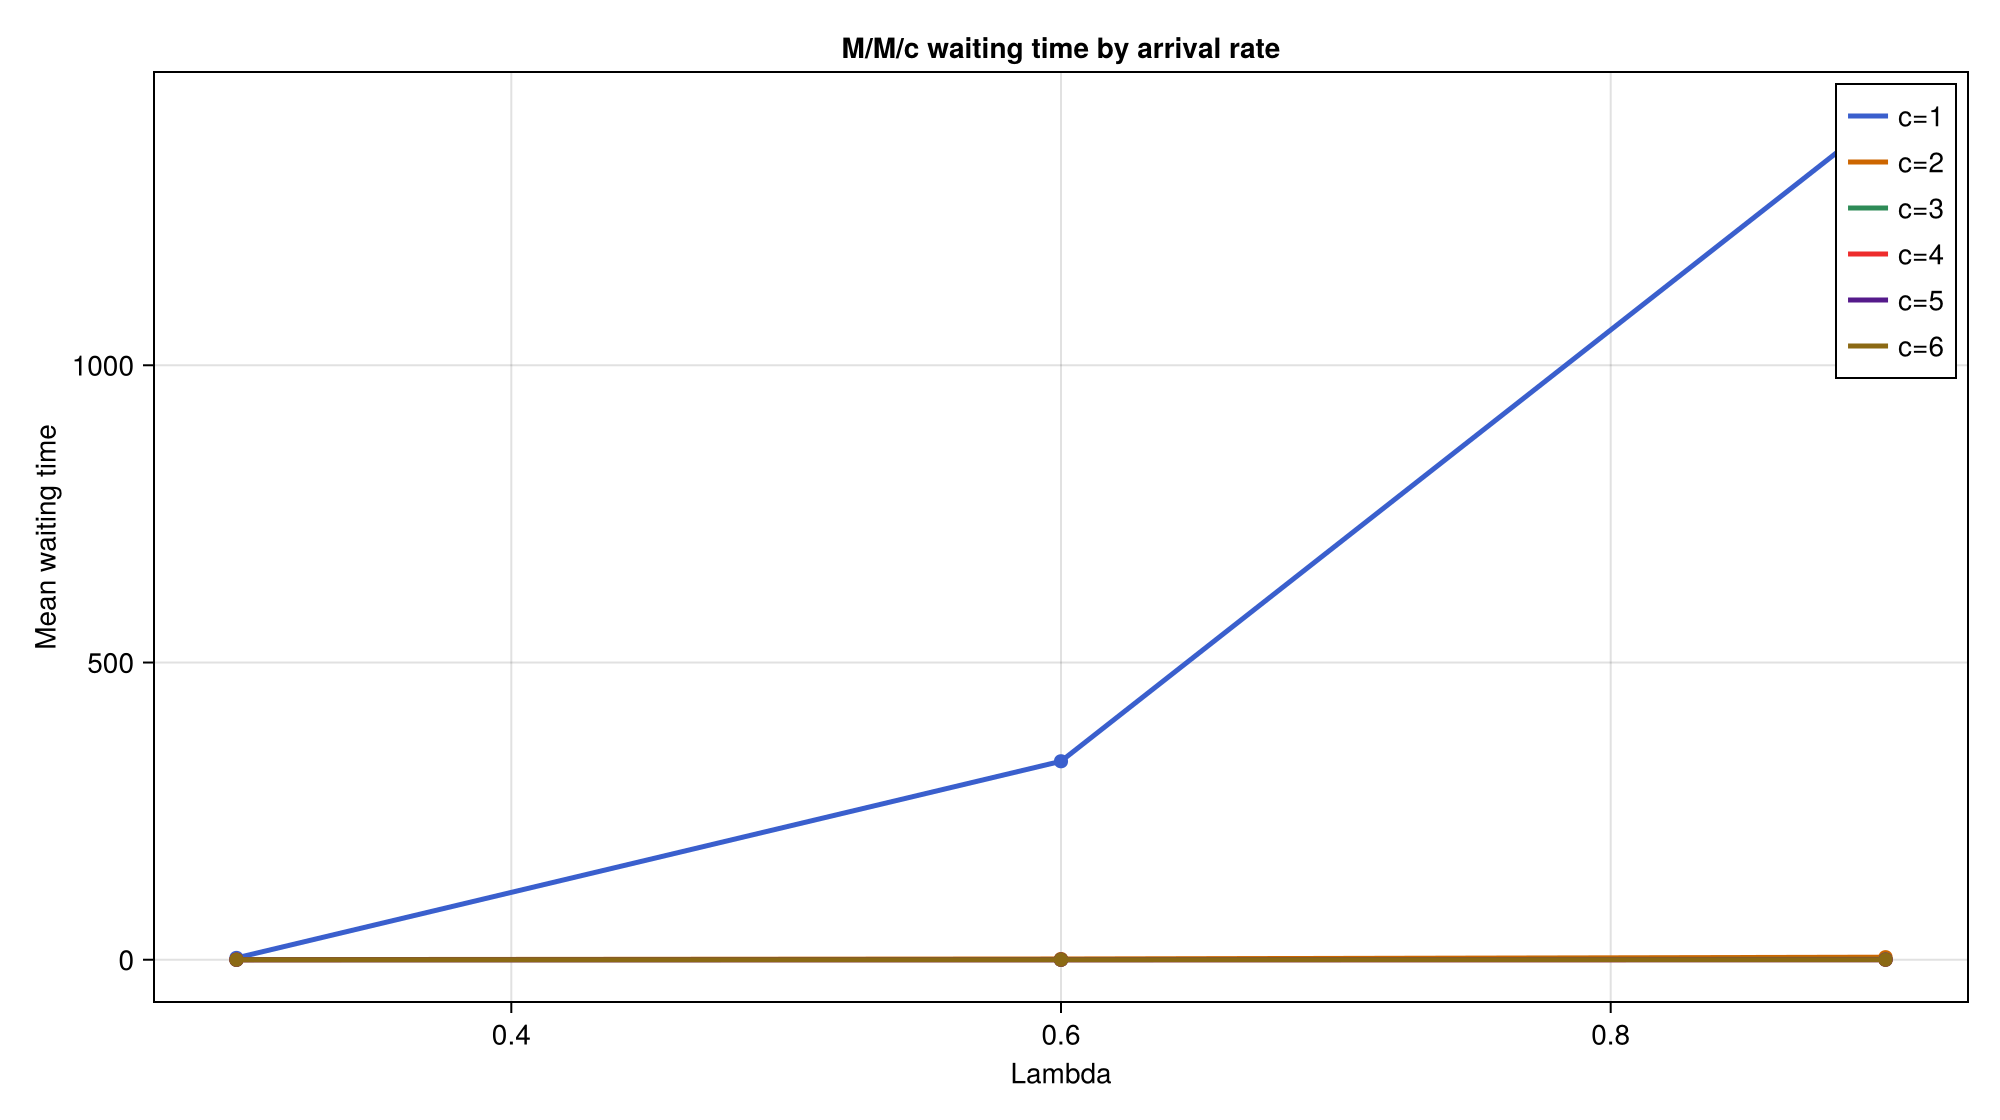 M/M/c waiting time by arrival rate
c=1
c=2
c=3
c=4
c=5
c=6
1000
500
0
Mean waiting time
0.4
0.6
0.8
Lambda